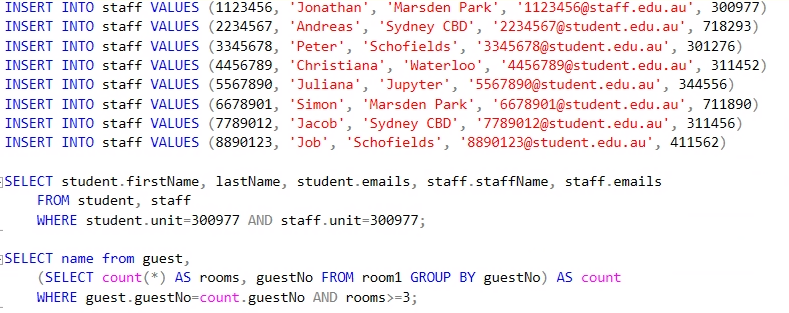 INSERT INTO staff VALUES (1123456, 'Jonathan', 'Marsden Park', '1123456@staff.edu.au', 300977)
INSERT INTO staff VALUES (2234567, 'Andreas', 'Sydney CBD', '2234567@student.edu.au', 718293)
INSERT INTO staff VALUES (3345678, 'Peter', 'Schofields', '3345678@student.edu.au', 301276)
INSERT INTO staff VALUES (4456789, 'Christiana', 'Waterloo', '4456789@student.edu.au', 311452)
INSERT INTO staff VALUES (5567890, 'Juliana', 'Jupyter', '5567890@student.edu.au', 344556)
INSERT INTO staff VALUES (6678901, 'Simon', 'Marsden Park', '6678901@student.edu.au', 711890)
INSERT INTO staff VALUES (7789012, 'Jacob', 'Sydney CBD', '7789012@student.edu.au', 311456)
INSERT INTO staff VALUES (8890123, 'Job', 'Schofields', '8890123@student.edu.au', 411562)
SELECT student.firstName, lastName, student.emails, staff.staffName, staff.emails
FROM student, staff
WHERE student.unit=300977 AND staff.unit=300977;
SELECT name from guest,
(SELECT count(*) AS rooms, guestNo FROM room1 GROUP BY guestNo) AS count
WHERE guest.guestNo=count.guestNo AND rooms>=3;